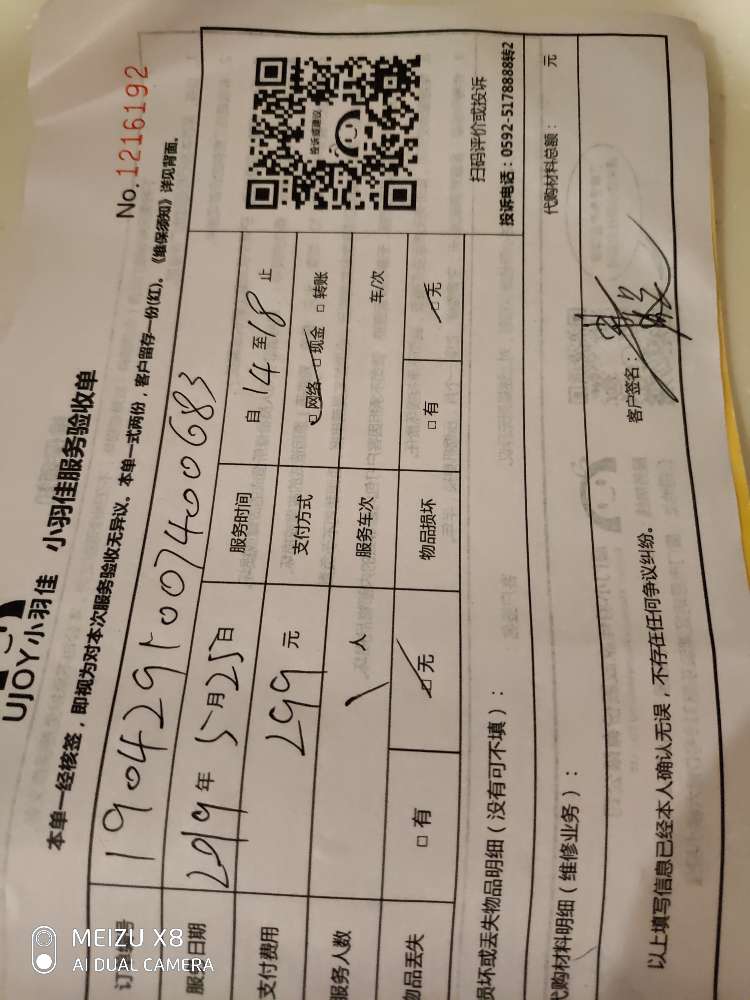 UJOY小羽佳 小羽佳服务验收单
No.1216192
本单一经核签，即视为对本次服务验收无异议。本单一式两份，客户留存一份(红)。《维保须知》详见背面。
19042915007400683
服务日期 2019年5月25日 服务时间 自14至18止
支付费用 299元 支付方式 □网络 □现金 □转账
服务人数 1人 服务车次 车/次
物品丢失 □有 □无 物品损坏 □有 □无
投诉或建议
扫码评价或投诉
投诉电话：0592-5178888转2
损坏或丢失物品明细（没有可不填）：
代购材料明细（维修业务）： 代购材料总额： 元
以上填写信息已经本人确认无误，不存在任何争议纠纷。 客户签名：
MEIZU X8
AI DUAL CAMERA